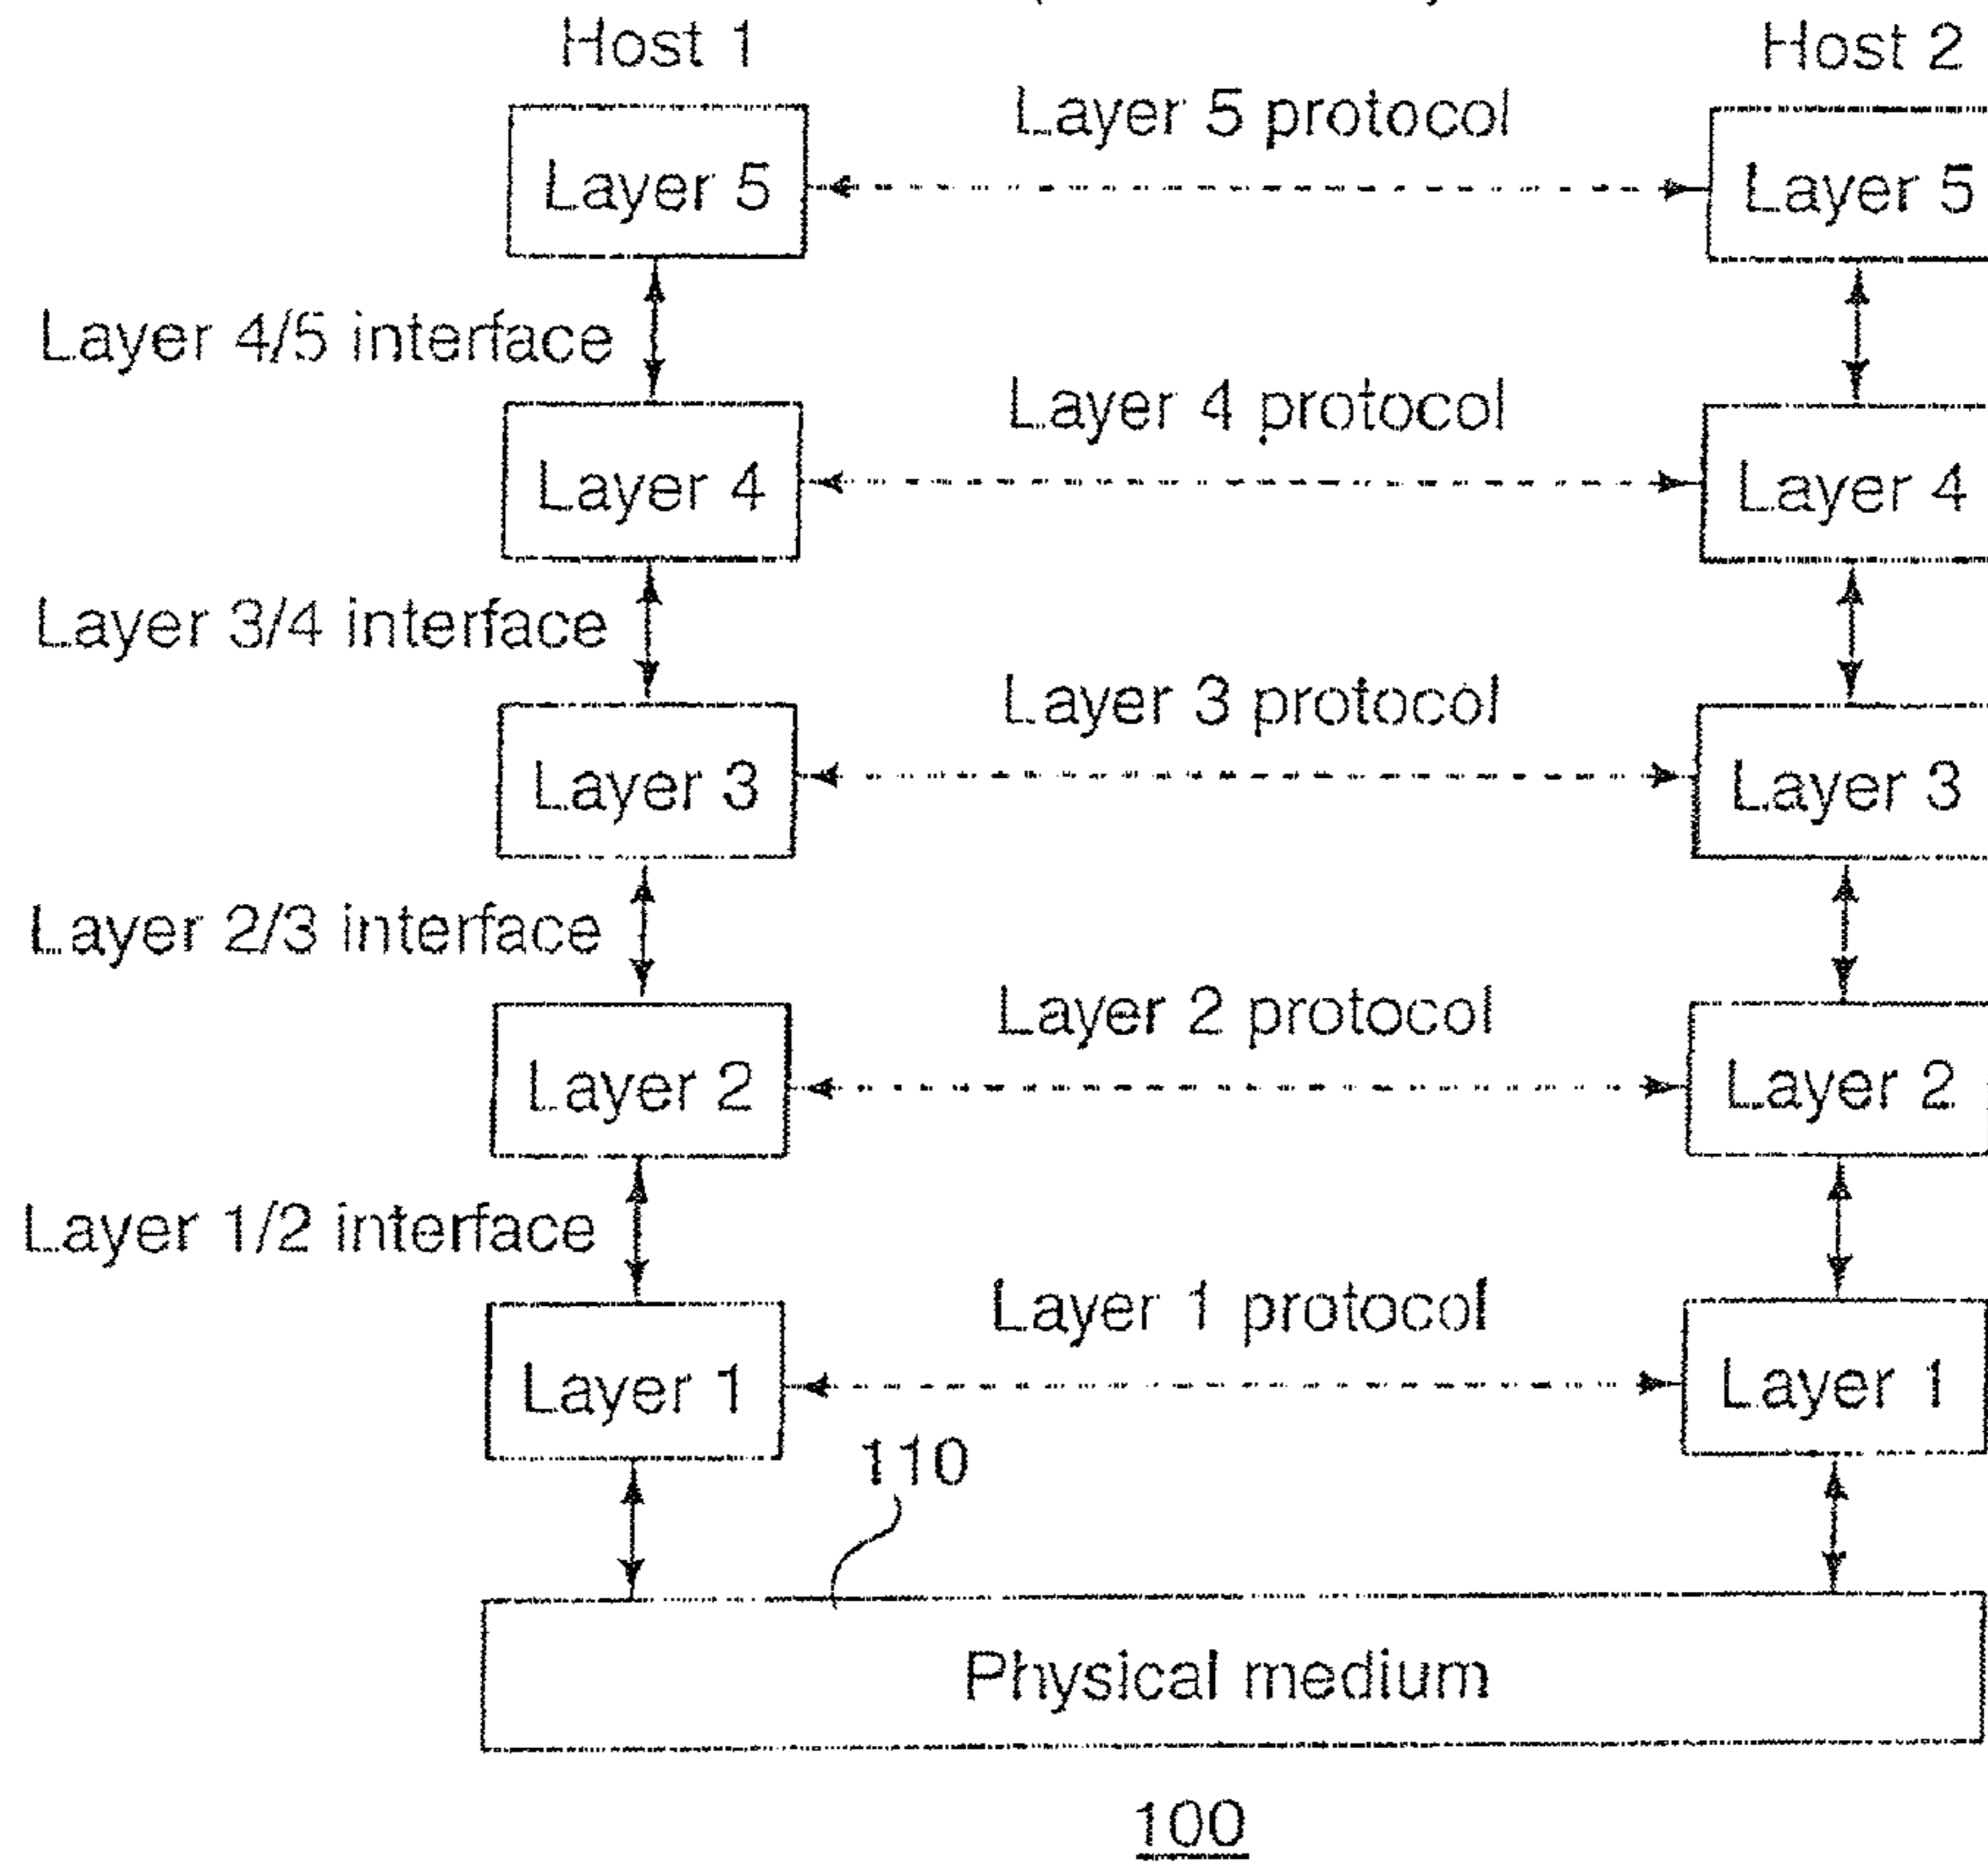 Host 1
Host 2
Layer 5 protocol
Layer 5
Layer 5
Layer 4/5 interface
Layer 4 protocol
Layer 4
Layer 4
Layer 3/4 interface
Layer 3 protocol
Layer 3
Layer 3
Layer 2/3 interface
Layer 2 protocol
Layer 2
Layer 2
Layer 1/2 interface
Layer 1 protocol
Layer 1
Layer 1
110
Physical medium
100